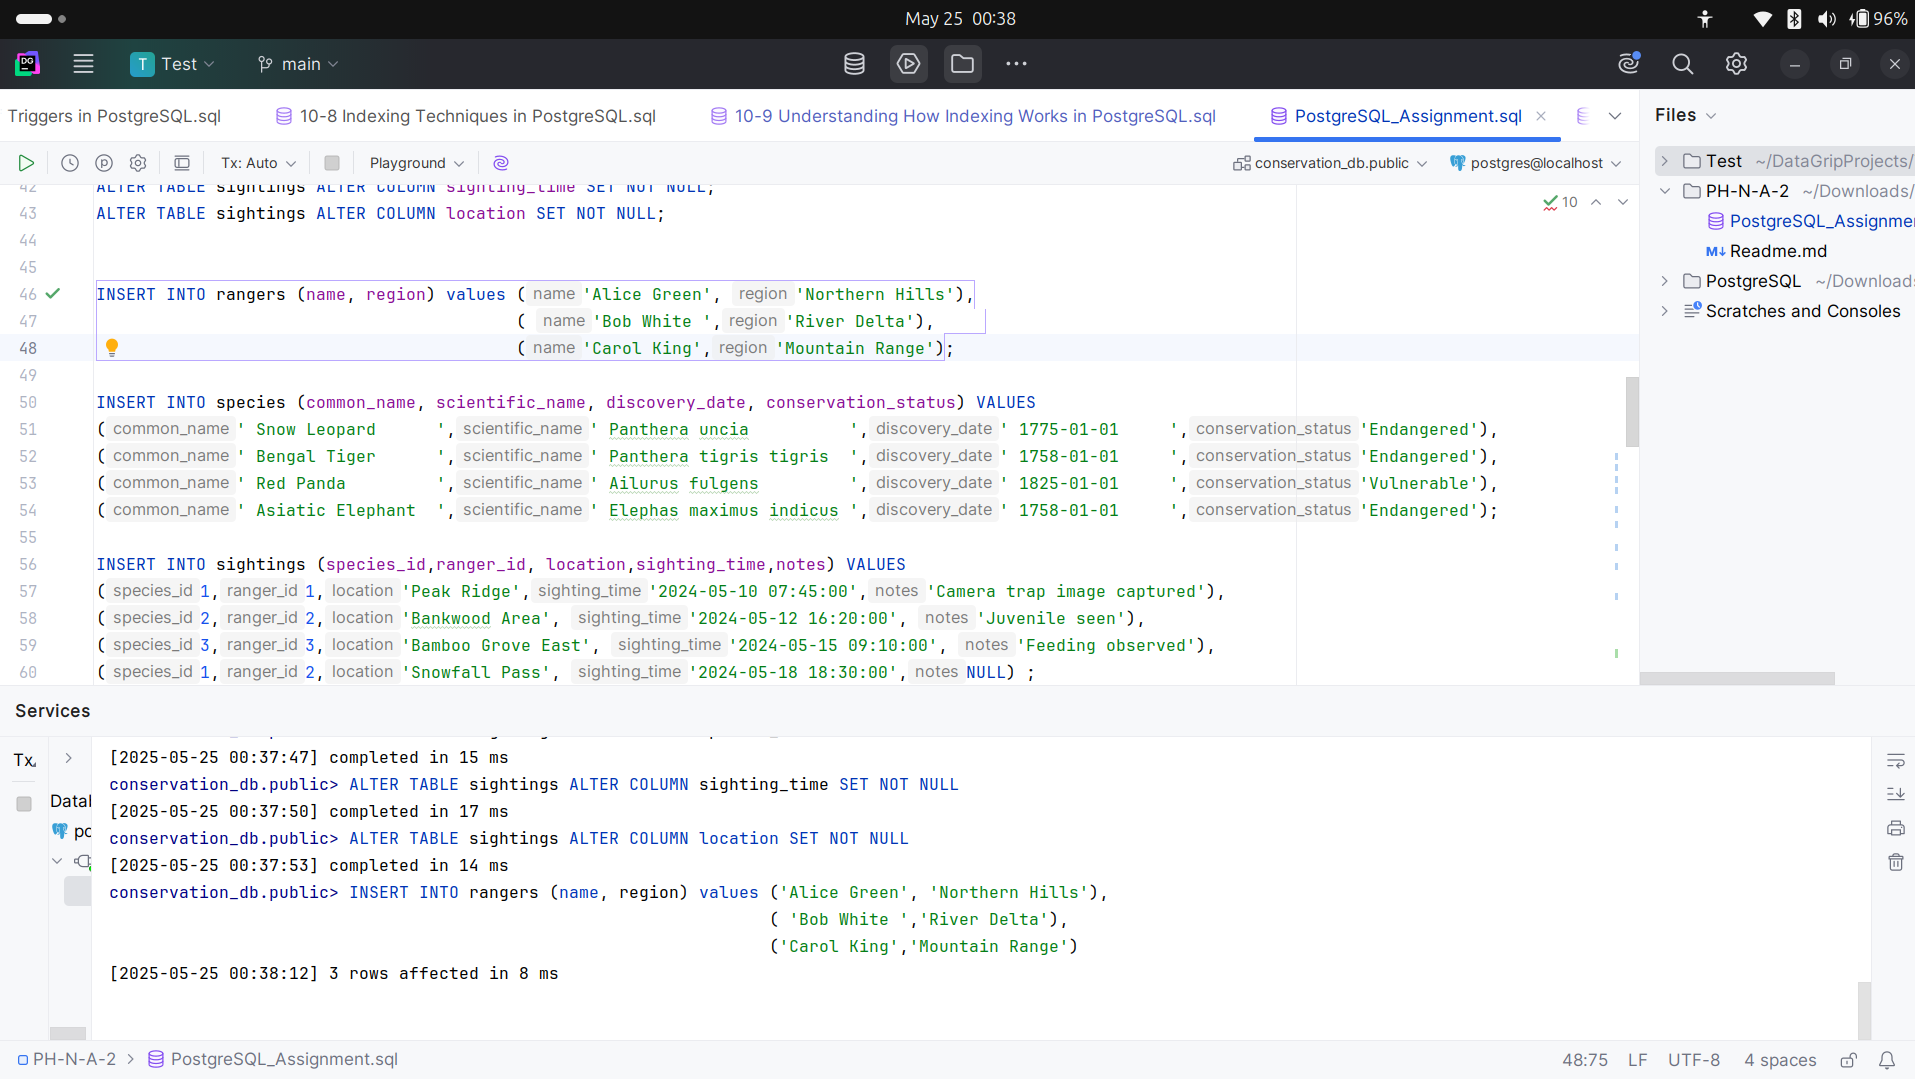 May 25 00:38
96%
DG
T Test
main
Triggers in PostgreSQL.sql
10-8 Indexing Techniques in PostgreSQL.sql
10-9 Understanding How Indexing Works in PostgreSQL.sql
PostgreSQL_Assignment.sql
Files
Tx: Auto
Playground
conservation_db.public
postgres@localhost
Test ~/DataGripProjects/
PH-N-A-2 ~/Downloads/
PostgreSQL_Assignmen
M↓ Readme.md
PostgreSQL ~/Downloads
Scratches and Consoles
10
42 ALTER TABLE sightings ALTER COLUMN sighting_time SET NOT NULL;
43 ALTER TABLE sightings ALTER COLUMN location SET NOT NULL;
44
45
46 INSERT INTO rangers (name, region) values ( name 'Alice Green', region 'Northern Hills'),
47 ( name 'Bob White ', region 'River Delta'),
48 ( name 'Carol King', region 'Mountain Range');
49
50 INSERT INTO species (common_name, scientific_name, discovery_date, conservation_status) VALUES
51 ( common_name ' Snow Leopard      ', scientific_name ' Panthera uncia          ', discovery_date ' 1775-01-01     ', conservation_status 'Endangered'),
52 ( common_name ' Bengal Tiger      ', scientific_name ' Panthera tigris tigris  ', discovery_date ' 1758-01-01     ', conservation_status 'Endangered'),
53 ( common_name ' Red Panda         ', scientific_name ' Ailurus fulgens         ', discovery_date ' 1825-01-01     ', conservation_status 'Vulnerable'),
54 ( common_name ' Asiatic Elephant  ', scientific_name ' Elephas maximus indicus ', discovery_date ' 1758-01-01     ', conservation_status 'Endangered');
55
56 INSERT INTO sightings (species_id,ranger_id, location,sighting_time,notes) VALUES
57 ( species_id 1, ranger_id 1, location 'Peak Ridge', sighting_time '2024-05-10 07:45:00', notes 'Camera trap image captured'),
58 ( species_id 2, ranger_id 2, location 'Bankwood Area', sighting_time '2024-05-12 16:20:00', notes 'Juvenile seen'),
59 ( species_id 3, ranger_id 3, location 'Bamboo Grove East', sighting_time '2024-05-15 09:10:00', notes 'Feeding observed'),
60 ( species_id 1, ranger_id 2, location 'Snowfall Pass', sighting_time '2024-05-18 18:30:00', notes NULL) ;
Services
Tx
Datal
po
[2025-05-25 00:37:47] completed in 15 ms
conservation_db.public> ALTER TABLE sightings ALTER COLUMN sighting_time SET NOT NULL
[2025-05-25 00:37:50] completed in 17 ms
conservation_db.public> ALTER TABLE sightings ALTER COLUMN location SET NOT NULL
[2025-05-25 00:37:53] completed in 14 ms
conservation_db.public> INSERT INTO rangers (name, region) values ('Alice Green', 'Northern Hills'),
( 'Bob White ','River Delta'),
('Carol King','Mountain Range')
[2025-05-25 00:38:12] 3 rows affected in 8 ms
PH-N-A-2 > PostgreSQL_Assignment.sql
48:75 LF UTF-8 4 spaces